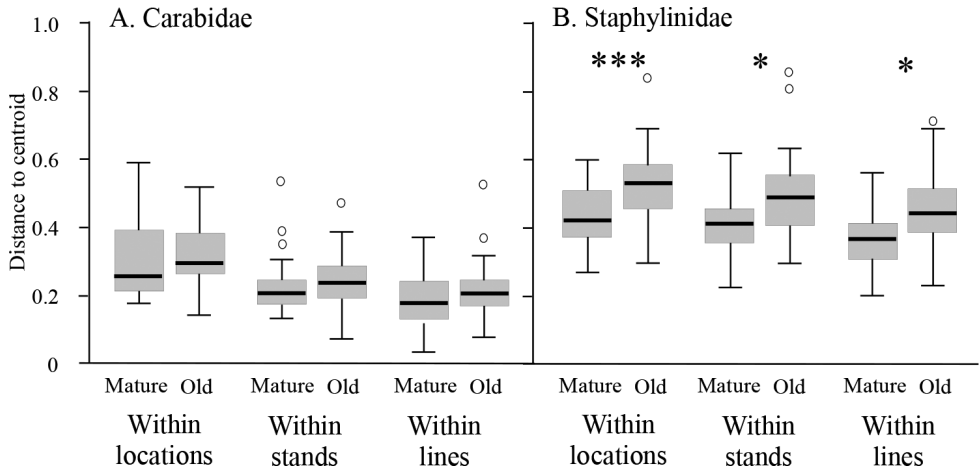 A. Carabidae
B. Staphylinidae
Distance to centroid
1.0
0.8
0.6
0.4
0.2
0
*** * *
Mature Old Mature Old Mature Old Mature Old Mature Old Mature Old
Within locations
Within stands
Within lines
Within locations
Within stands
Within lines